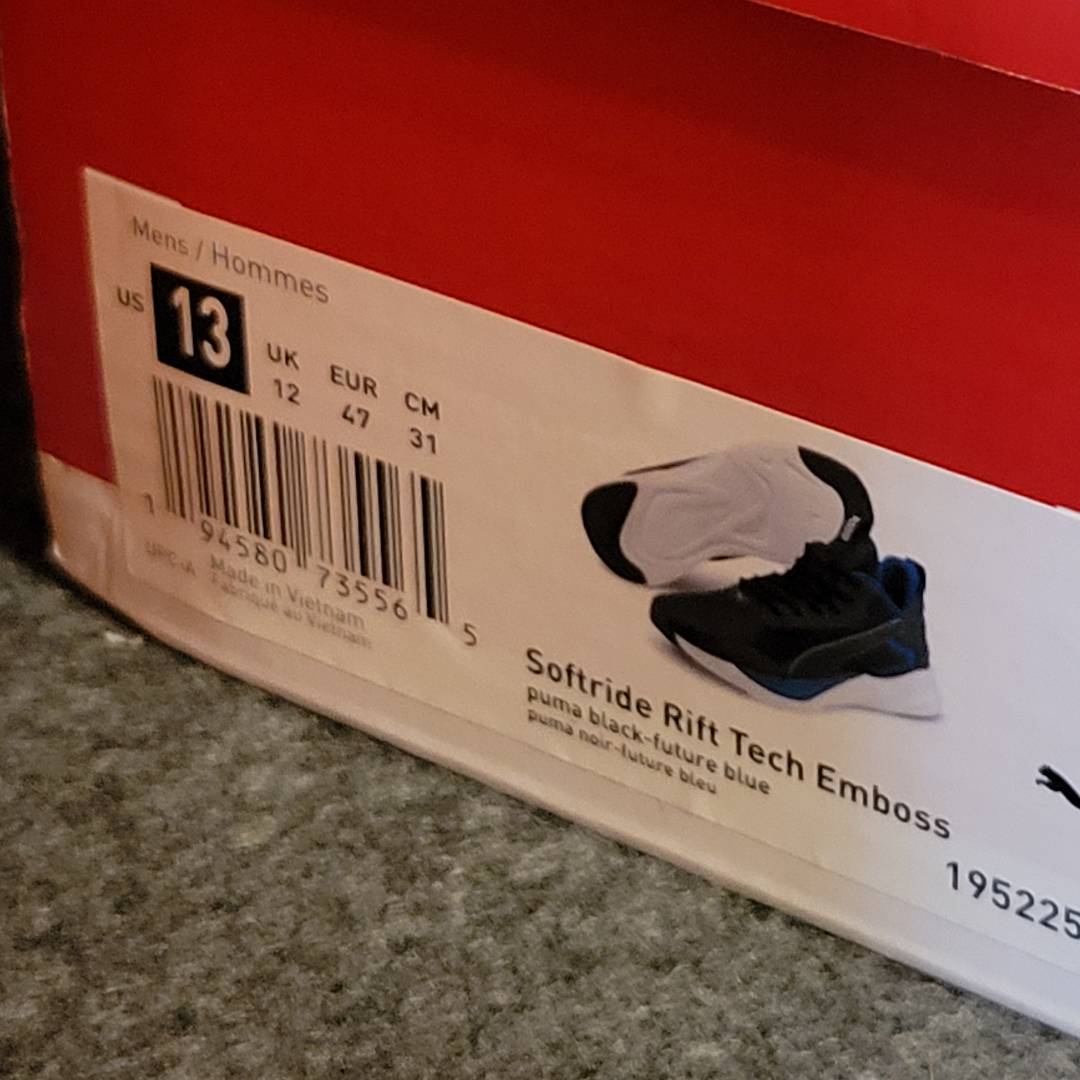 Mens / Hommes
US 13
UK EUR CM
12 47 31
1 94580 73556 5
UPC-A Made in Vietnam
Fabriqué au Vietnam
Softride Rift Tech Emboss
puma black-future blue
puma noir-future bleu
195225